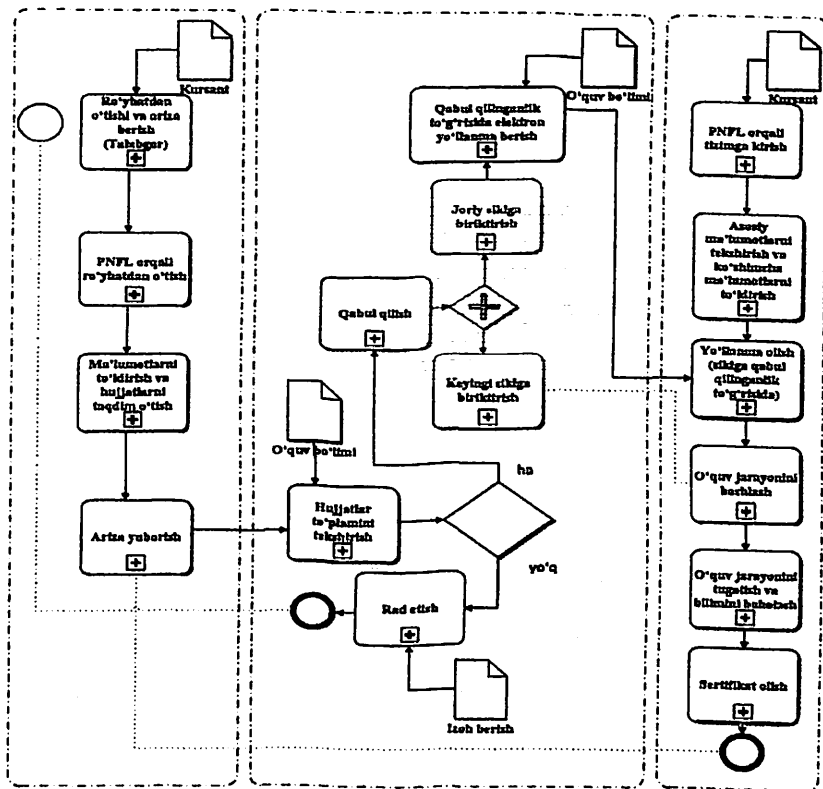 Kursant
Ro'yhatdan
o'tishi va ariza
berish
(Talabgor)
PNFL orqali
ro'yhatdan o'tish
Ma'lumotlarni
to'ldirish va
hujjatlarni
taqdim o'tish
Ariza yuborish
O'quv bo'limi
Qabul qilinganlik
to'g'risida elektron
yo'llanma berish
Joriy siklga
biriktirish
Qabul qilish
Keyingi siklga
biriktirish
O'quv bo'limi
ha
Hujjatlar
to'plamini
tekshirish
yo'q
Rad etish
Izoh berish
Kursant
PNFL orqali
tizimga kirish
Asosiy
ma'lumotlarni
tekshirish va
ko'shimcha
ma'lumotlarni
to'ldirish
Yo'llanma olish
(siklga qabul
qilinganlik
to'g'risida)
O'quv jarayonini
boshlash
O'quv jarayonini
tugatish va
bilimini baholash
Sertifikat olish